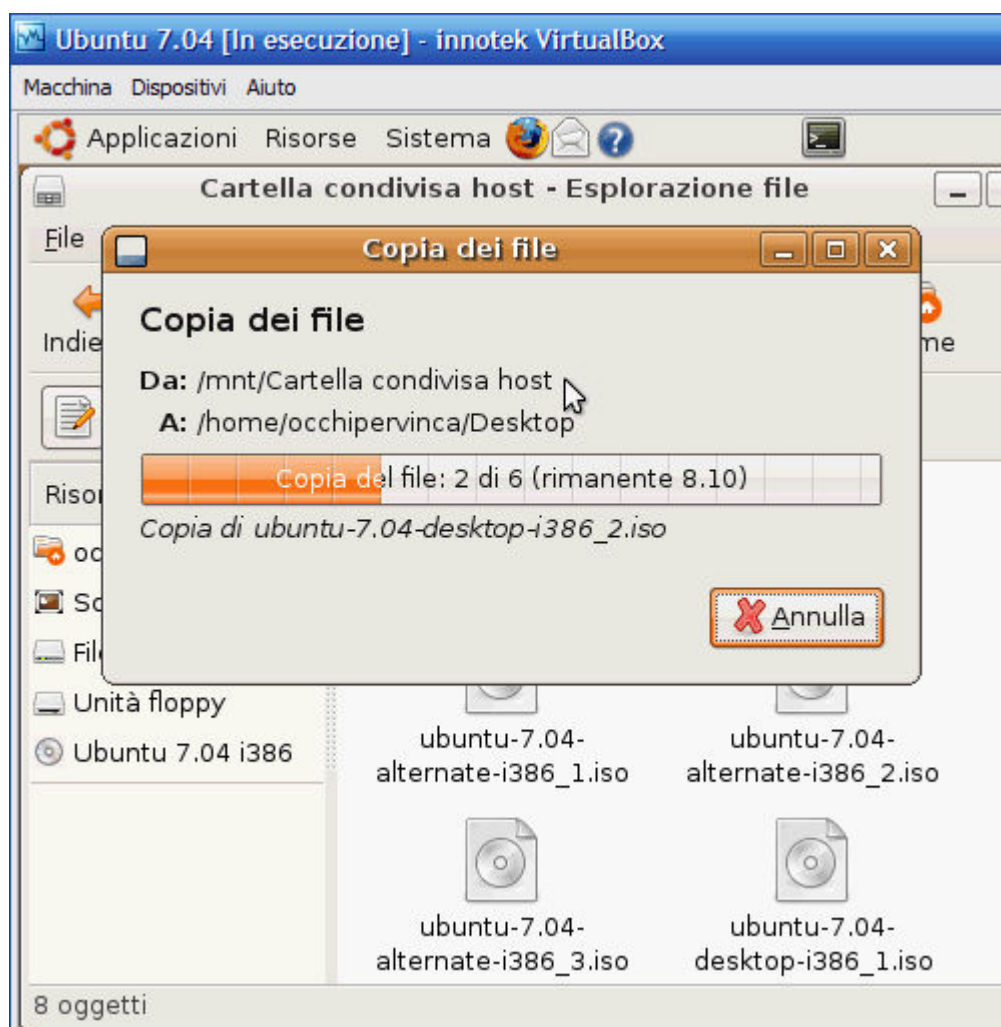 Ubuntu 7.04 [In esecuzione] - innotek VirtualBox
Macchina Dispositivi Aiuto
Applicazioni Risorse Sistema
Cartella condivisa host - Esplorazione file
File
Copia dei file
Copia dei file
Da: /mnt/Cartella condivisa host
A: /home/occhipervinca/Desktop
Copia del file: 2 di 6 (rimanente 8.10)
Copia di ubuntu-7.04-desktop-i386_2.iso
Annulla
Unità floppy
Ubuntu 7.04 i386
ubuntu-7.04-
alternate-i386_1.iso
ubuntu-7.04-
alternate-i386_2.iso
ubuntu-7.04-
alternate-i386_3.iso
ubuntu-7.04-
desktop-i386_1.iso
8 oggetti